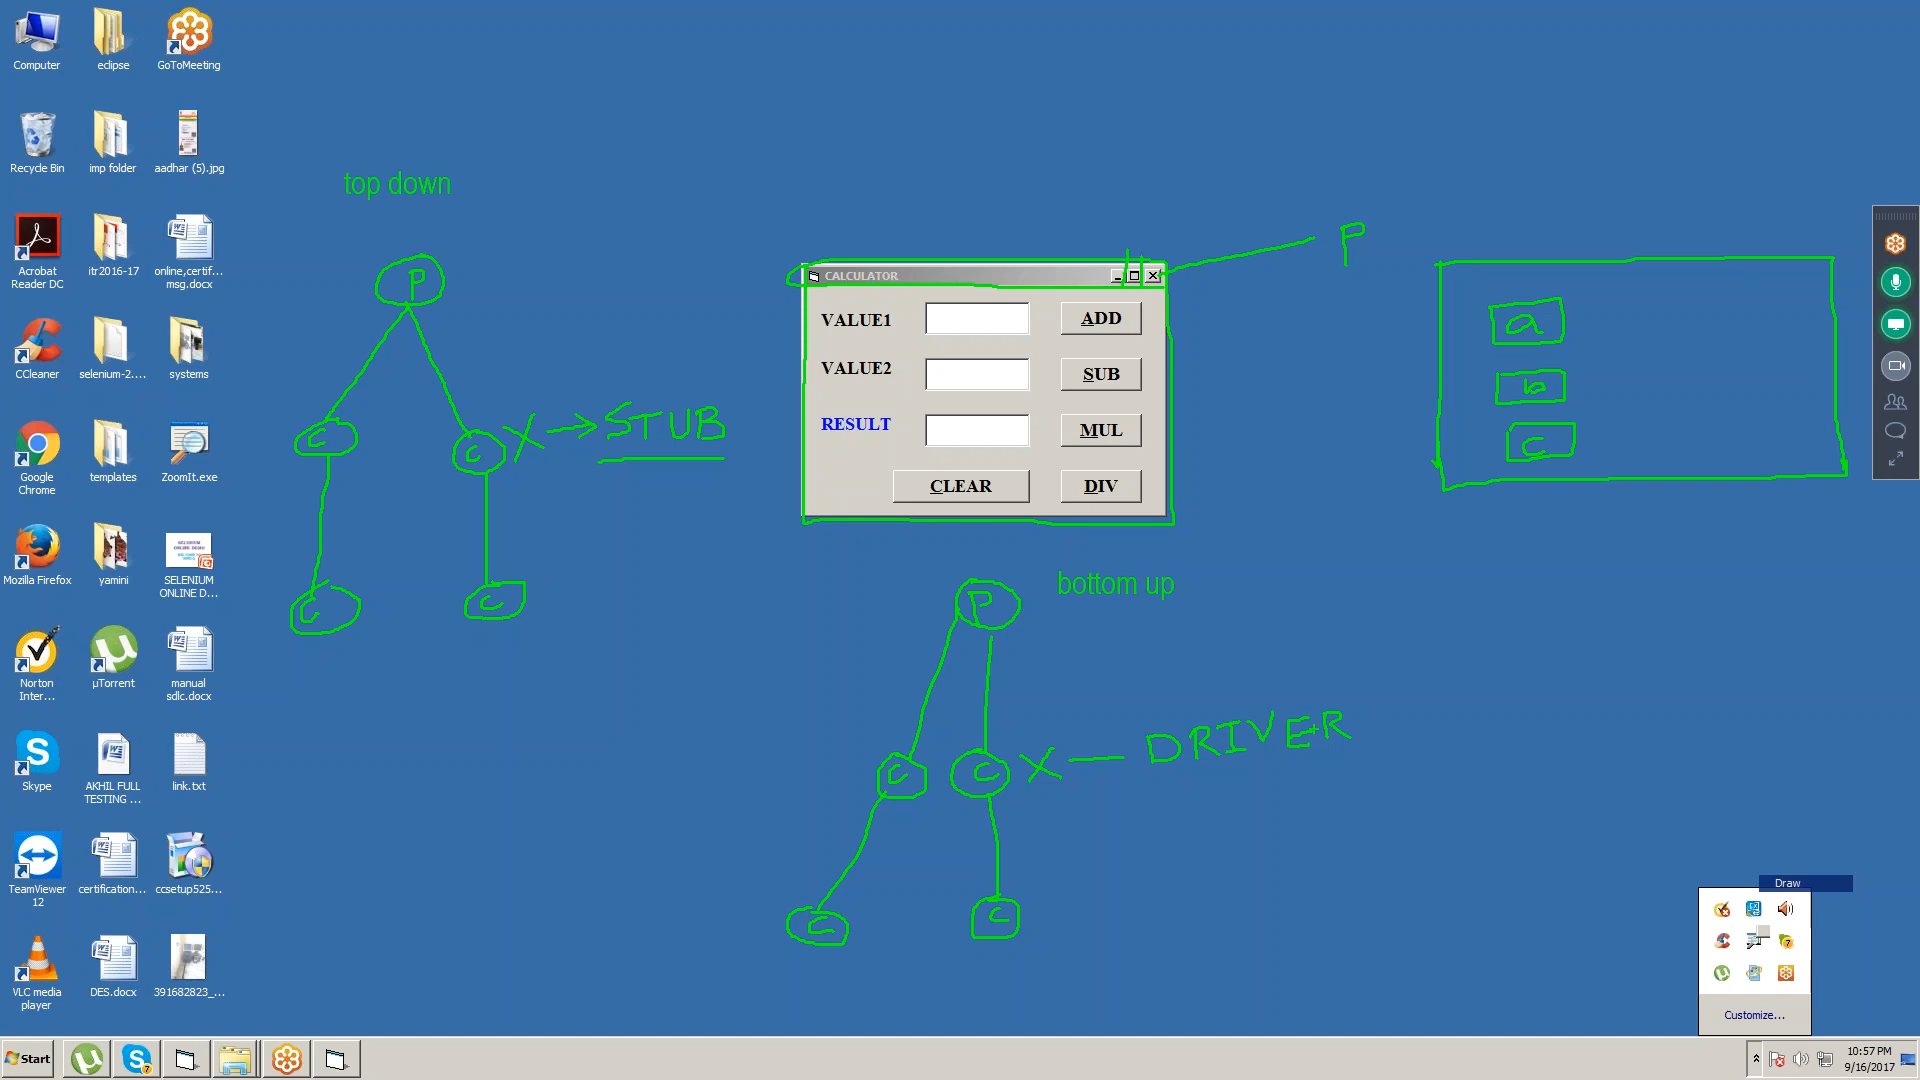 Computer
eclipse
GoToMeeting
Recycle Bin
imp folder
aadhar (5).jpg
top down
Acrobat
Reader DC
itr2016-17
online,certif...
msg.docx
P
P
CALCULATOR
VALUE1
ADD
a
CCleaner
selenium-2....
systems
VALUE2
SUB
b
C
C
X → STUB
RESULT
MUL
C
Google
Chrome
templates
ZoomIt.exe
CLEAR
DIV
Mozilla Firefox
yamini
SELENIUM
ONLINE DEMO
SELENIUM
ONLINE D...
C
C
P
bottom up
Norton
Inter...
µTorrent
manual
sdlc.docx
C
C
X — DRIVER
Skype
AKHIL FULL
TESTING ...
link.txt
TeamViewer
12
certification...
ccsetup525...
C
C
Draw
VLC media
player
DES.docx
391682823_...
Customize...
Start
7
10:57 PM
9/16/2017